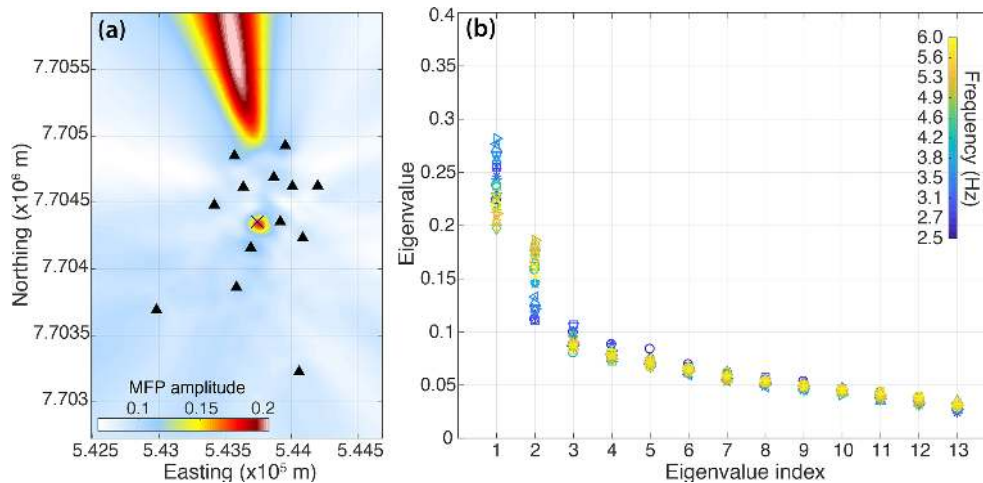 (a)
7.7055
7.705
7.7045
7.704
7.7035
7.703
Northing (x10⁶ m)
MFP amplitude
0.1 0.15 0.2
5.425 5.43 5.435 5.44 5.445
Easting (x10⁵ m)
(b)
0.4
0.35
0.3
0.25
0.2
0.15
0.1
0.05
0
Eigenvalue
1 2 3 4 5 6 7 8 9 10 11 12 13
Eigenvalue index
6.0
5.6
5.3
4.9
4.6
4.2
3.8
3.5
3.1
2.7
2.5
Frequency (Hz)